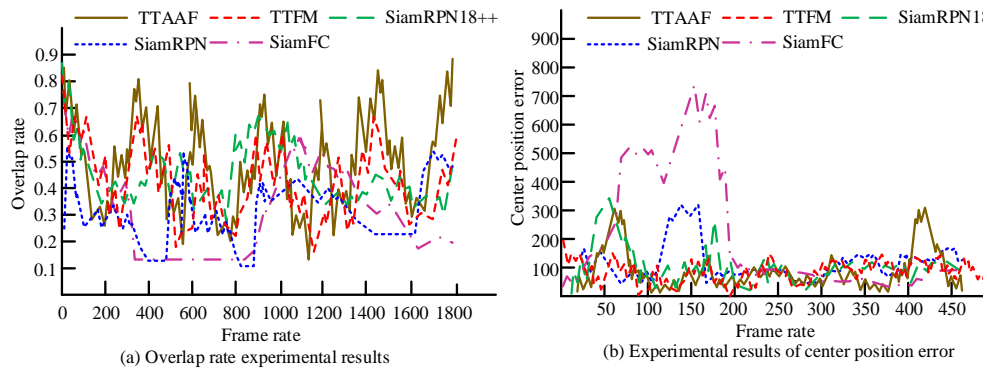 TTAAF TTFM SiamRPN18++
SiamRPN SiamFC
0.9
0.8
0.7
0.6
0.5
0.4
0.3
0.2
0.1
Overlap rate
0 200 400 600 800 1000 1200 1400 1600 1800
Frame rate
(a) Overlap rate experimental results
TTAAF TTFM SiamRPN18
SiamRPN SiamFC
900
800
700
600
500
400
300
200
100
Center position error
50 100 150 200 250 300 350 400 450
Frame rate
(b) Experimental results of center position error